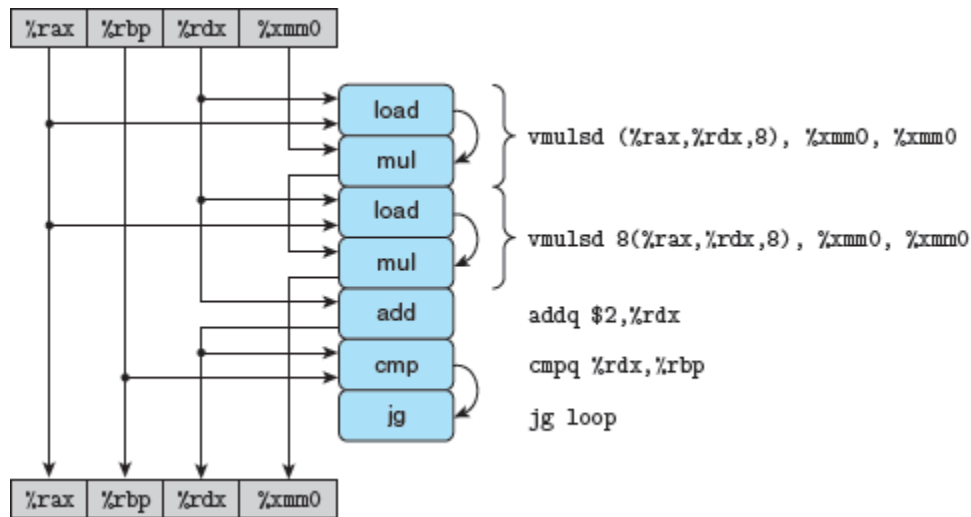 %rax %rbp %rdx %xmm0
load
mul
vmulsd (%rax,%rdx,8), %xmm0, %xmm0
load
mul
vmulsd 8(%rax,%rdx,8), %xmm0, %xmm0
add addq $2,%rdx
cmp cmpq %rdx,%rbp
jg jg loop
%rax %rbp %rdx %xmm0